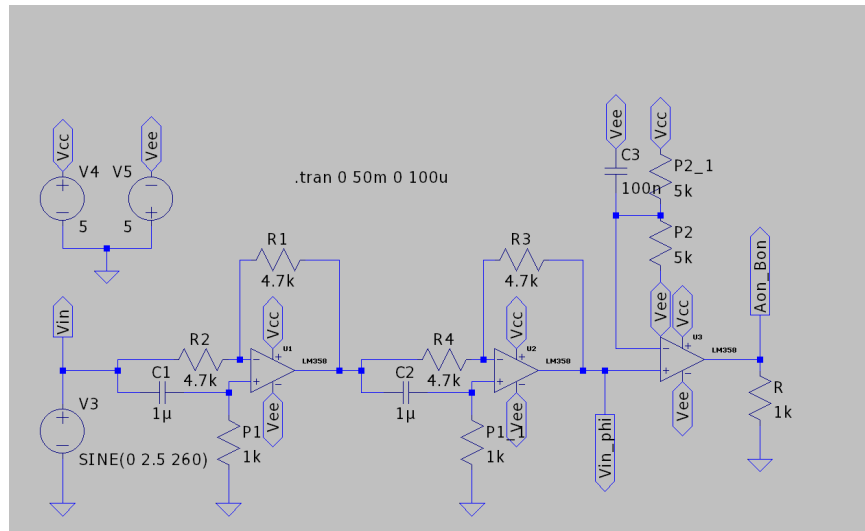 Vcc
Vee
V4
V5
5
5
.tran 0 50m 0 100u
Vee
Vcc
C3
100n
P2_1
5k
P2
5k
Vee
Vcc
Vee
U3
LM358
Aon_Bon
R
1k
Vin
V3
SINE(0 2.5 260)
R2
4.7k
C1
1µ
R1
4.7k
Vcc
U1
LM358
Vee
P1
1k
R4
4.7k
C2
1µ
R3
4.7k
Vcc
U2
LM358
Vee
P1_1
1k
Vin_phi